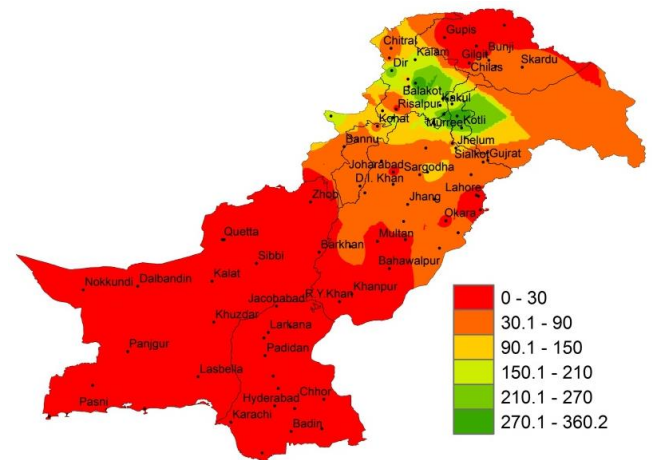 Gupis
Chitral
Kalam
Bunji
Gilgit
Skardu
Dir
Chilas
Balakot
Kakul
Risalpur
Kohat
Murree
Kotli
Bannu
Jhelum
Sialkot
Gujrat
Joharabad
Sargodha
D.I. Khan
Zhob
Jhang
Lahore
Okara
Quetta
Multan
Barkhan
Sibbi
Bahawalpur
Nokkundi
Dalbandin
Kalat
R.Y.Khan
Khanpur
Jacobabad
Khuzdar
Larkana
Panjgur
Padidan
Lasbella
Pasni
Hyderabad
Chhor
Karachi
Badin
0 - 30
30.1 - 90
90.1 - 150
150.1 - 210
210.1 - 270
270.1 - 360.2